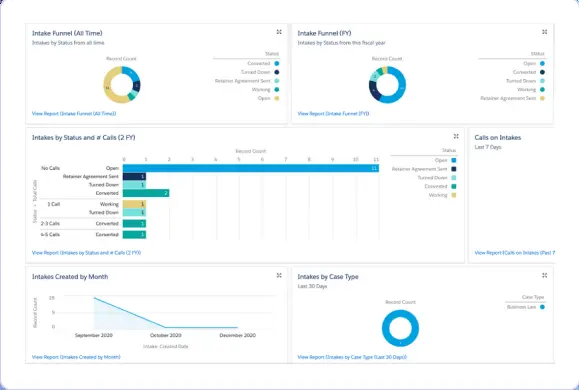 Intake Funnel (All Time)
Intakes by Status from all time
Record Count
Status
Converted
Turned Down
Retainer Agreement Sent
Working
Open
View Report (Intake Funnel (All Time))
Intake Funnel (FY)
Intakes by Status from this fiscal year
Record Count
Status
Open
Converted
Turned Down
Working
Retainer Agreement Sent
View Report (Intake Funnel (FY))
Intakes by Status and # Calls (2 FY)
Record Count
0 1 2 3 4 5 6 7 8 9 10 11
Status - Total Calls
No Calls
Open
11
Retainer Agreement Sent
1
Turned Down
1
Converted
2
1 Call
Working
1
Turned Down
1
2-3 Calls
Converted
1
4-5 Calls
Converted
1
Status
Open
Retainer Agreement Sent
Turned Down
Converted
Working
View Report (Intakes by Status and # Calls (2 FY))
Calls on Intakes
Last 7 Days
View Report (Calls on Intakes (Past 7
Intakes Created by Month
Record Count
5
0
September 2020
October 2020
December 2020
Intake: Created Date
View Report (Intakes Created by Month)
Intakes by Case Type
Last 30 Days
Record Count
Case Type
Business Law
View Report (Intakes by Case Type (Last 30 Days))